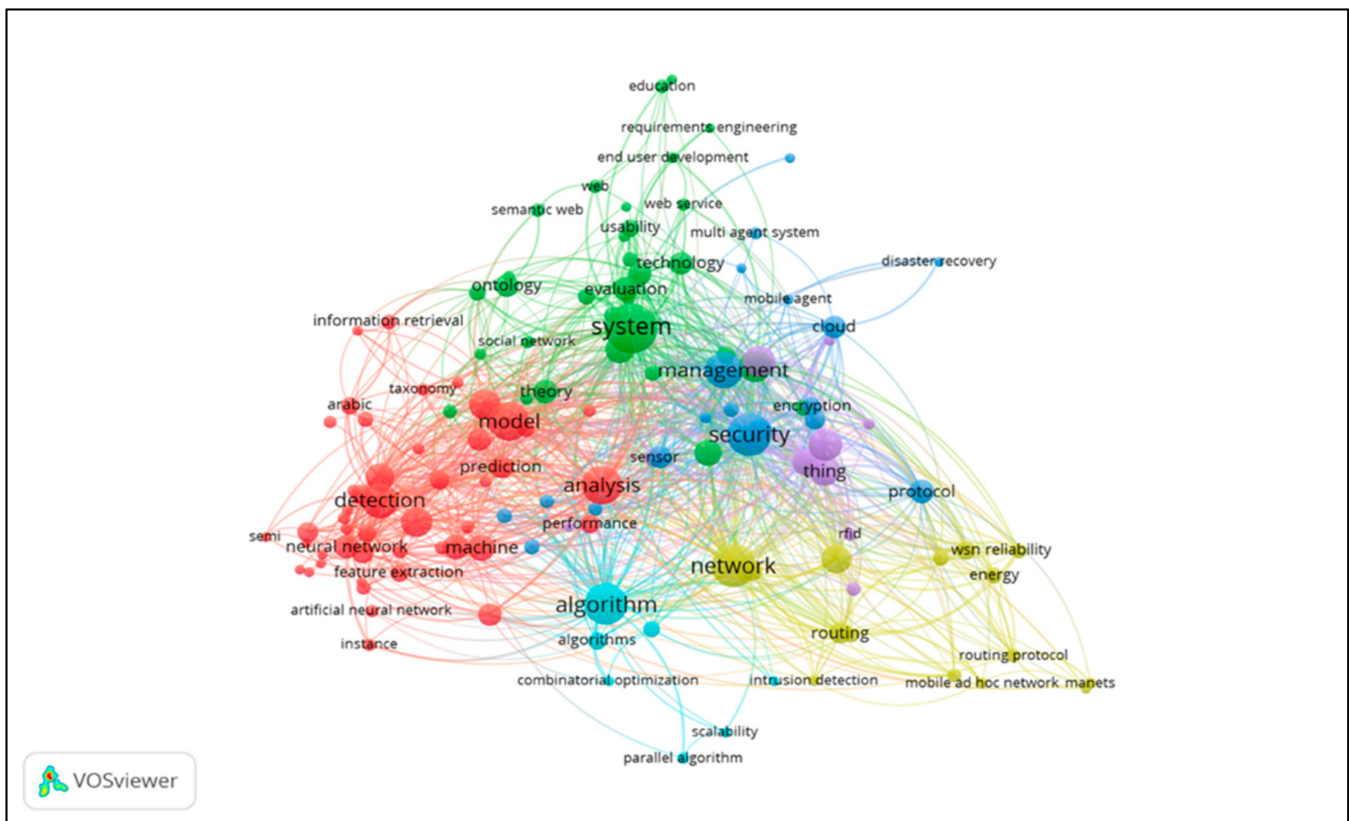 education
requirements engineering
end user development
web
web service
semantic web
usability
multi agent system
technology
disaster recovery
ontology
evaluation
mobile agent
information retrieval
system
cloud
social network
management
taxonomy
theory
arabic
encryption
model
security
sensor
prediction
thing
analysis
protocol
detection
performance
rfid
semi
neural network
machine
wsn reliability
network
energy
feature extraction
algorithm
artificial neural network
routing
algorithms
instance
routing protocol
combinatorial optimization
intrusion detection
mobile ad hoc network
manets
scalability
parallel algorithm
VOSviewer